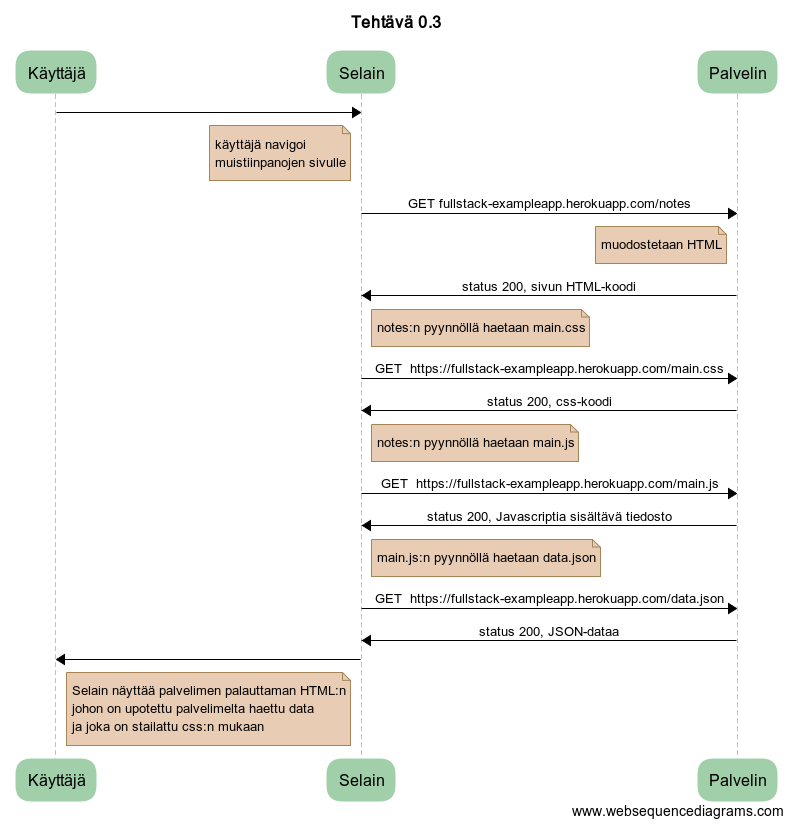 Tehtävä 0.3
Käyttäjä
Selain
Palvelin
käyttäjä navigoi
muistiinpanojen sivulle
GET fullstack-exampleapp.herokuapp.com/notes
muodostetaan HTML
status 200, sivun HTML-koodi
notes:n pyynnöllä haetaan main.css
GET  https://fullstack-exampleapp.herokuapp.com/main.css
status 200, css-koodi
notes:n pyynnöllä haetaan main.js
GET  https://fullstack-exampleapp.herokuapp.com/main.js
status 200, Javascriptia sisältävä tiedosto
main.js:n pyynnöllä haetaan data.json
GET  https://fullstack-exampleapp.herokuapp.com/data.json
status 200, JSON-dataa
Selain näyttää palvelimen palauttaman HTML:n
johon on upotettu palvelimelta haettu data
ja joka on stailattu css:n mukaan
Käyttäjä
Selain
Palvelin
www.websequencediagrams.com